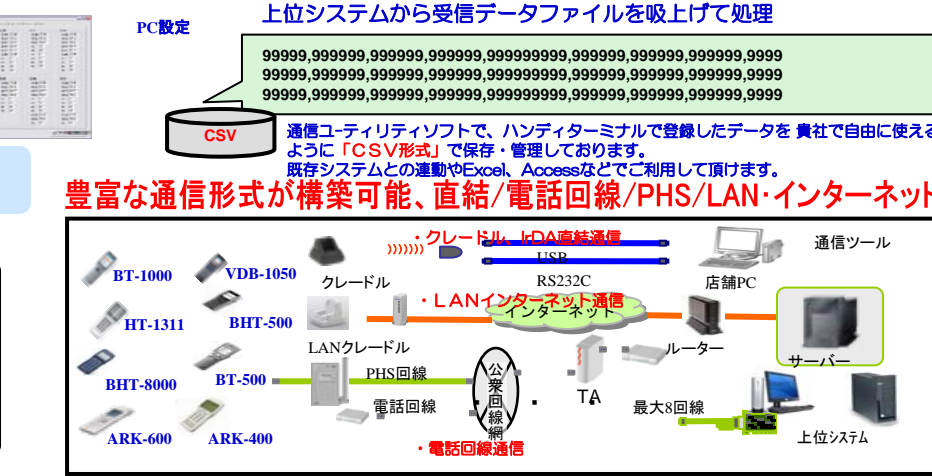 上位システムから受信データファイルを吸上げて処理
PC設定
99999,999999,999999,999999,999999999,999999,999999,999999,9999
99999,999999,999999,999999,999999999,999999,999999,999999,9999
99999,999999,999999,999999,999999999,999999,999999,999999,9999
CSV
通信ユーティリティソフトで、ハンディターミナルで登録したデータを 貴社で自由に使える
ように「ＣＳＶ形式」で保存・管理しております。
既存システムとの連動やExcel、Accessなどでご利用して頂けます。
豊富な通信形式が構築可能、直結/電話回線/PHS/LAN・インターネット
・クレードル、IrDA直結通信
USB
通信ツール
BT-1000
VDB-1050
クレードル
RS232C
店舗PC
・ＬＡＮインターネット通信
インターネット
HT-1311
BHT-500
LANクレードル
ルーター
サーバー
BHT-8000
BT-500
PHS回線
公衆回線網
TA
電話回線
最大8回線
ARK-600
ARK-400
上位システム
・電話回線通信